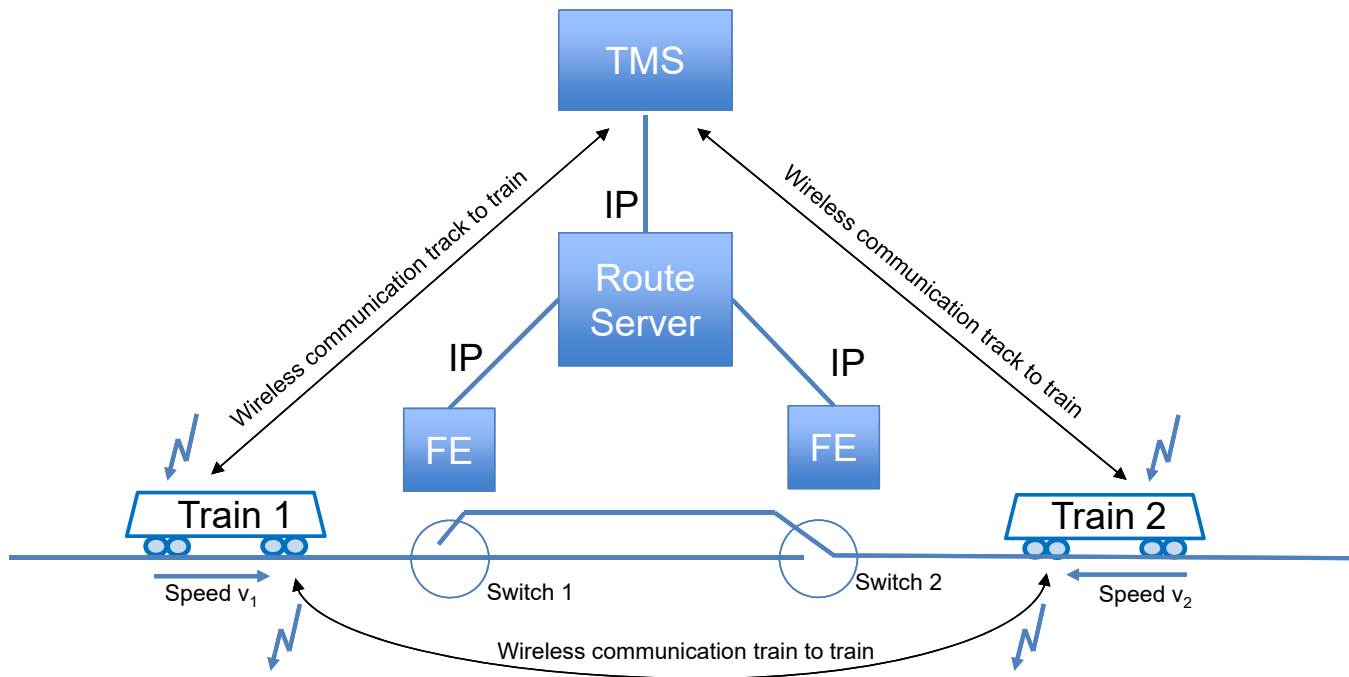 TMS
Wireless communication track to train
Wireless communication track to train
IP
Route
Server
IP
IP
FE
FE
Train 1
Train 2
Switch 1
Switch 2
Speed v₁
Speed v₂
Wireless communication train to train